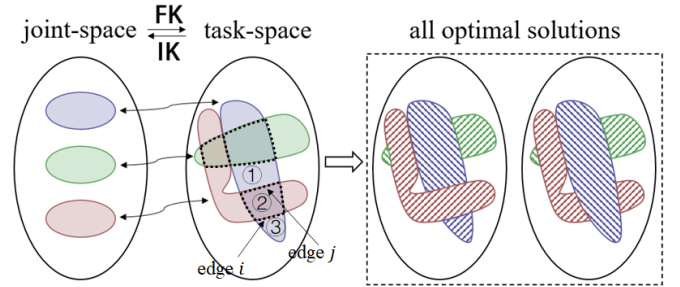 FK
joint-space ⇌ task-space
IK
all optimal solutions
①
②
③
edge i
edge j